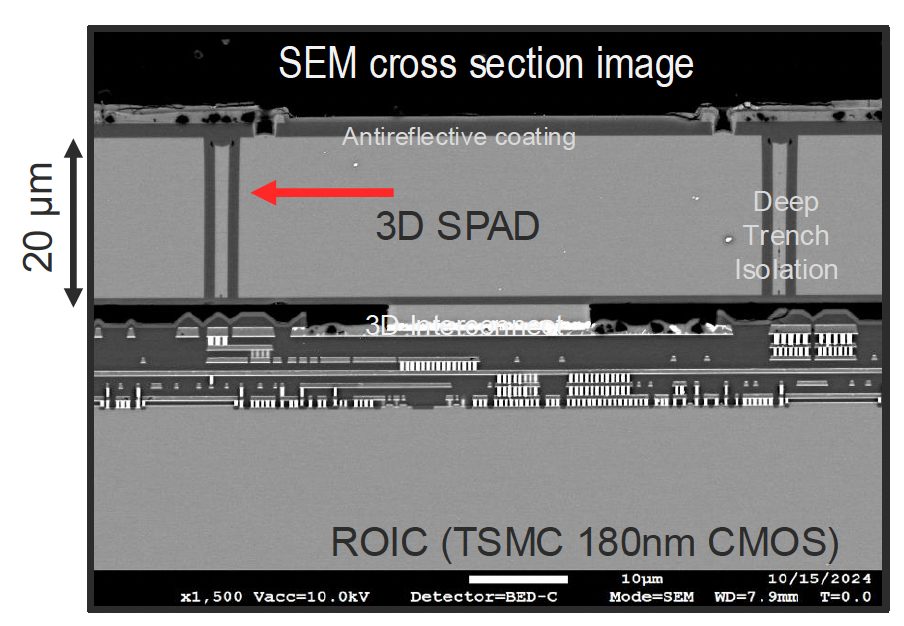 SEM cross section image
Antireflective coating
20 µm
3D SPAD
Deep
Trench
Isolation
3D Interconnect
ROIC (TSMC 180nm CMOS)
10µm 10/15/2024
x1,500 Vacc=10.0kV Detector=BED-C Mode=SEM WD=7.9mm T=0.0